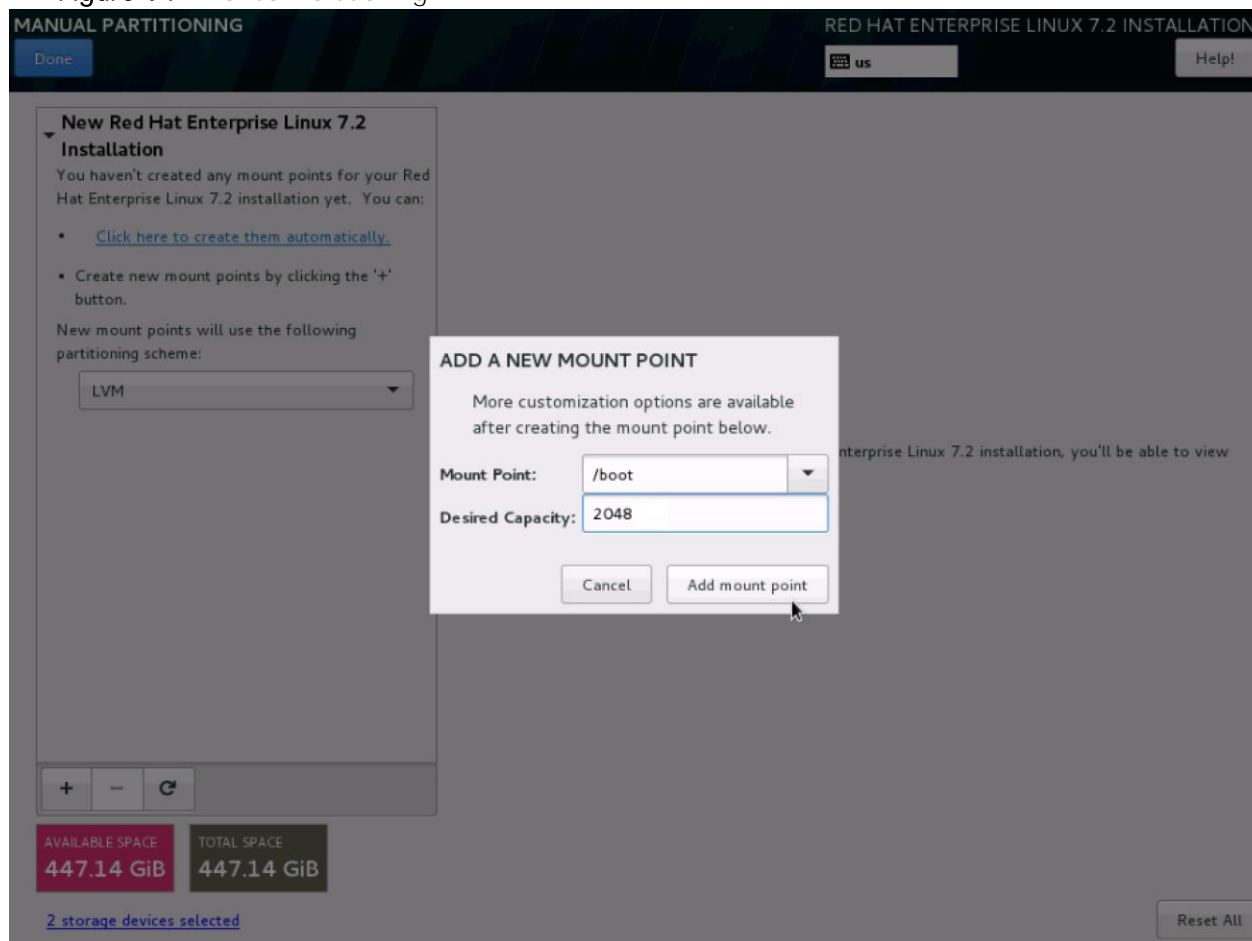 MANUAL PARTITIONING
RED HAT ENTERPRISE LINUX 7.2 INSTALLATION
Done
us
Help!
New Red Hat Enterprise Linux 7.2
Installation
You haven't created any mount points for your Red
Hat Enterprise Linux 7.2 installation yet. You can:
• Click here to create them automatically.
• Create new mount points by clicking the '+'
button.
New mount points will use the following
partitioning scheme:
LVM
ADD A NEW MOUNT POINT
More customization options are available
after creating the mount point below.
Mount Point: /boot
Desired Capacity: 2048
Cancel Add mount point
nterprise Linux 7.2 installation, you'll be able to view
+ −
AVAILABLE SPACE
447.14 GiB
TOTAL SPACE
447.14 GiB
2 storage devices selected
Reset All